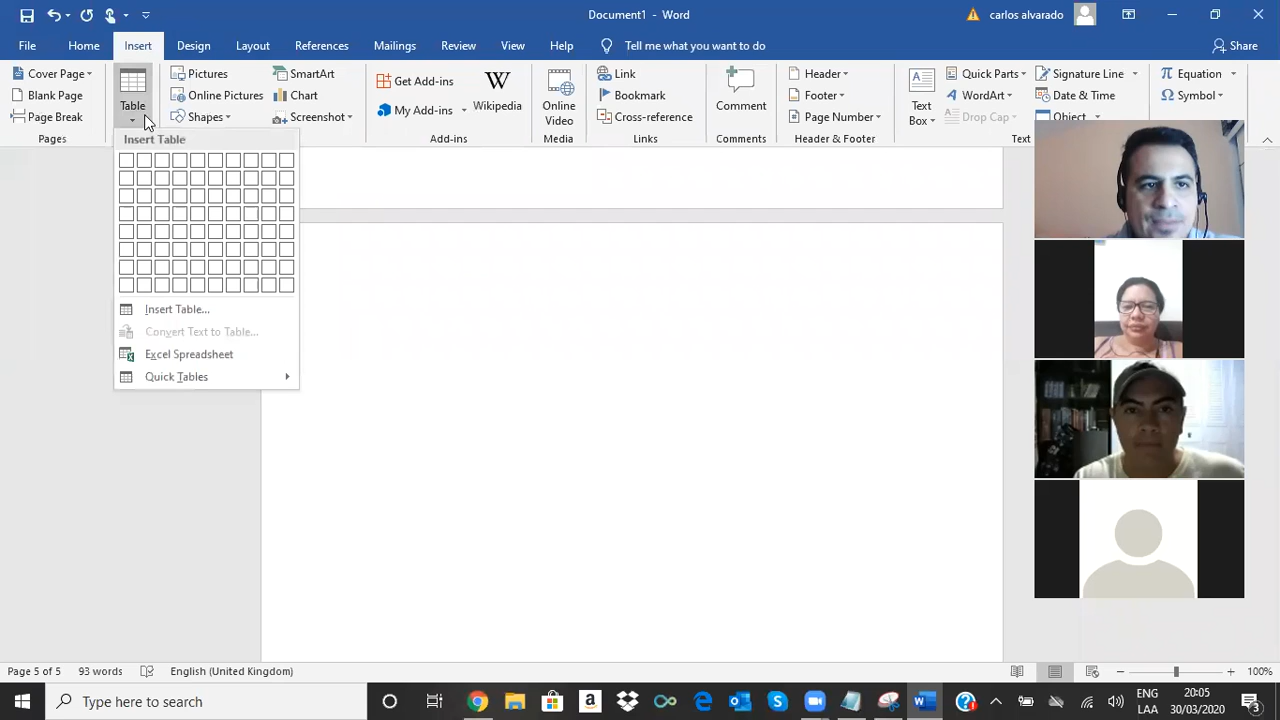 Document1 - Word
carlos alvarado
File Home Insert Design Layout References Mailings Review View Help Tell me what you want to do Share
Cover Page
Blank Page
Page Break
Pages
Table
Pictures
Online Pictures
Shapes
SmartArt
Chart
Screenshot
Get Add-ins
My Add-ins
Wikipedia
Add-ins
Online
Video
Media
Link
Bookmark
Cross-reference
Links
Comment
Comments
Header
Footer
Page Number
Header & Footer
Text
Box
Quick Parts
WordArt
Drop Cap
Signature Line
Date & Time
Object
Text
Equation
Symbol
Insert Table
Insert Table...
Convert Text to Table...
Excel Spreadsheet
Quick Tables
Page 5 of 5 93 words English (United Kingdom) 100%
Type here to search
ENG
LAA
20:05
30/03/2020
3